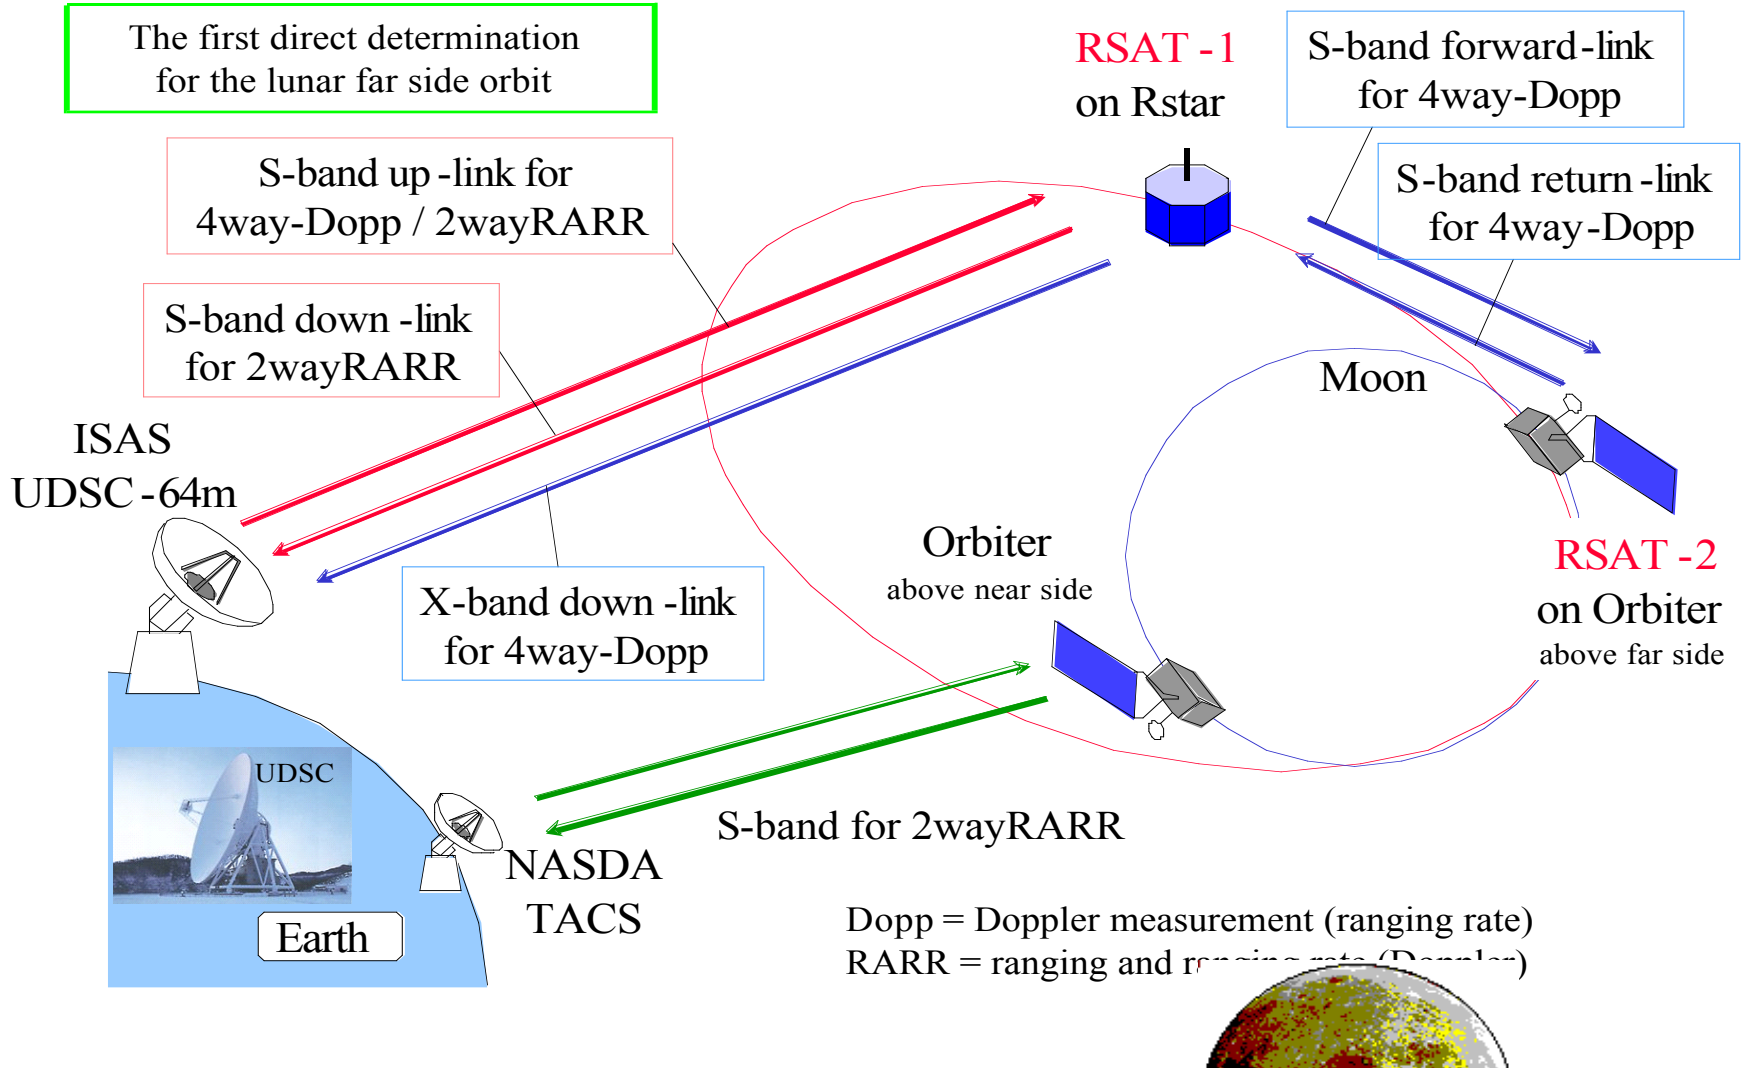 The first direct determination
for the lunar far side orbit
RSAT -1
on Rstar
S-band forward-link
for 4way-Dopp
S-band up -link for
4way-Dopp / 2wayRARR
S-band return -link
for 4way-Dopp
S-band down -link
for 2wayRARR
Moon
ISAS
UDSC -64m
Orbiter
above near side
RSAT -2
on Orbiter
above far side
X-band down -link
for 4way-Dopp
UDSC
S-band for 2wayRARR
NASDA
TACS
Earth
Dopp = Doppler measurement (ranging rate)
RARR = ranging and ranging rate (Doppler)